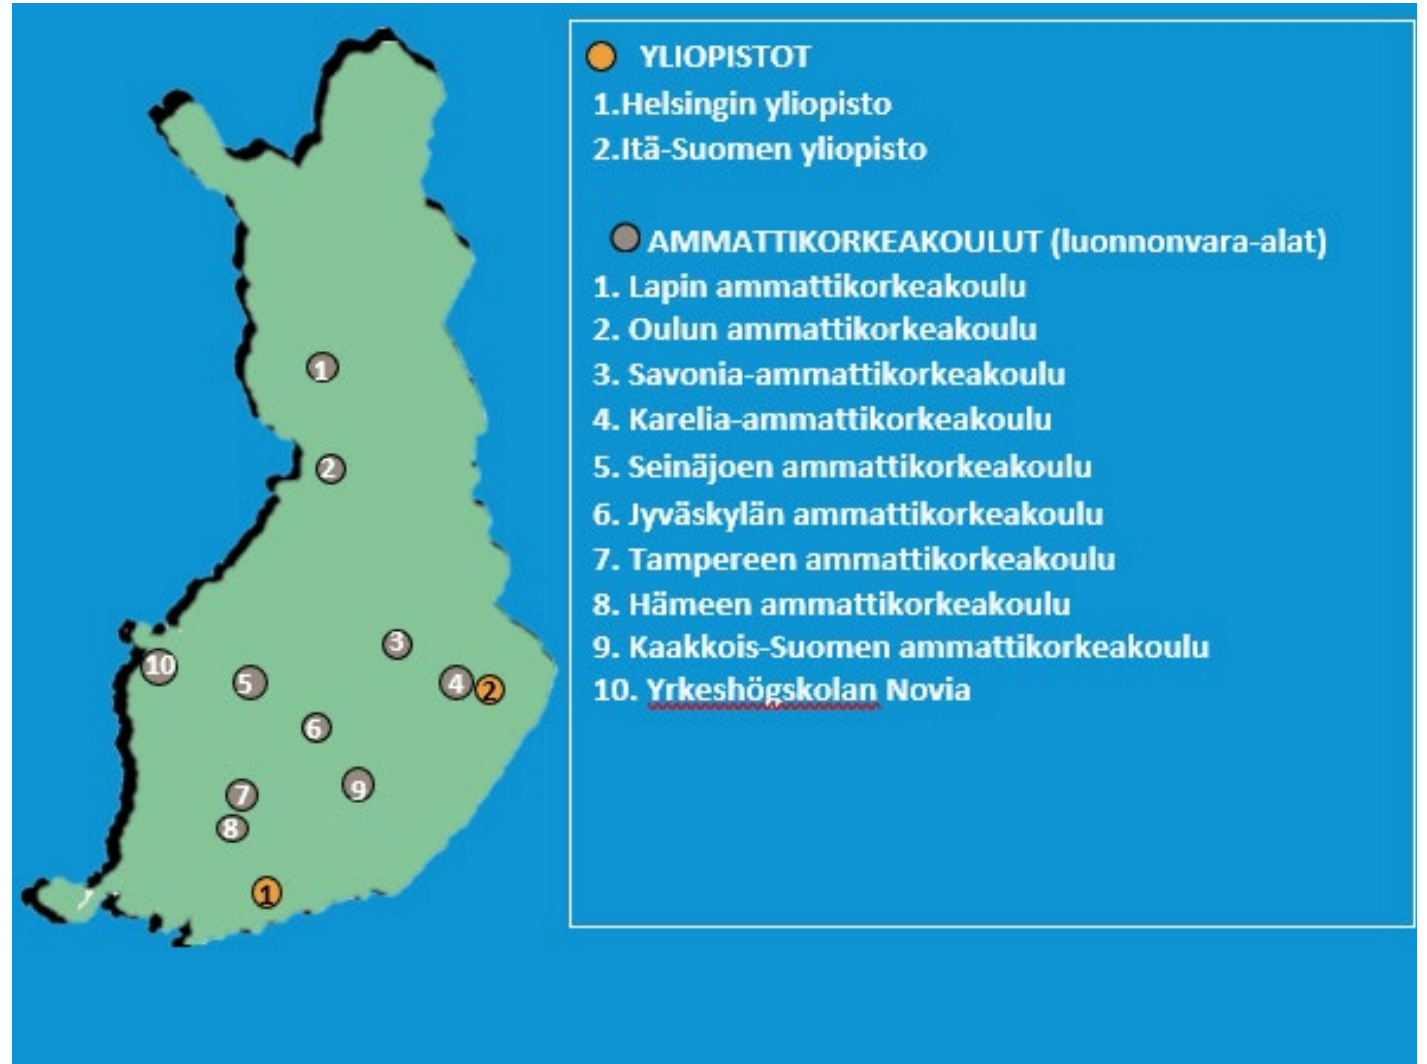 YLIOPISTOT
1.Helsingin yliopisto
2.Itä-Suomen yliopisto
AMMATTIKORKEAKOULUT (luonnonvara-alat)
1. Lapin ammattikorkeakoulu
2. Oulun ammattikorkeakoulu
3. Savonia-ammattikorkeakoulu
4. Karelia-ammattikorkeakoulu
5. Seinäjoen ammattikorkeakoulu
6. Jyväskylän ammattikorkeakoulu
7. Tampereen ammattikorkeakoulu
8. Hämeen ammattikorkeakoulu
9. Kaakkois-Suomen ammattikorkeakoulu
10. Yrkeshögskolan Novia
1
2
3
10
5
4
2
6
9
7
8
1